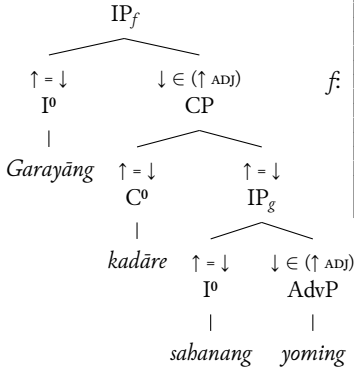 IP_f
↑ = ↓ ↓ ∈ (↑ ADJ) f:
I⁰ CP
Garayāng ↑ = ↓ ↑ = ↓
C⁰ IP_g
kadāre ↑ = ↓ ↓ ∈ (↑ ADJ)
I⁰ AdvP
sahanang yoming